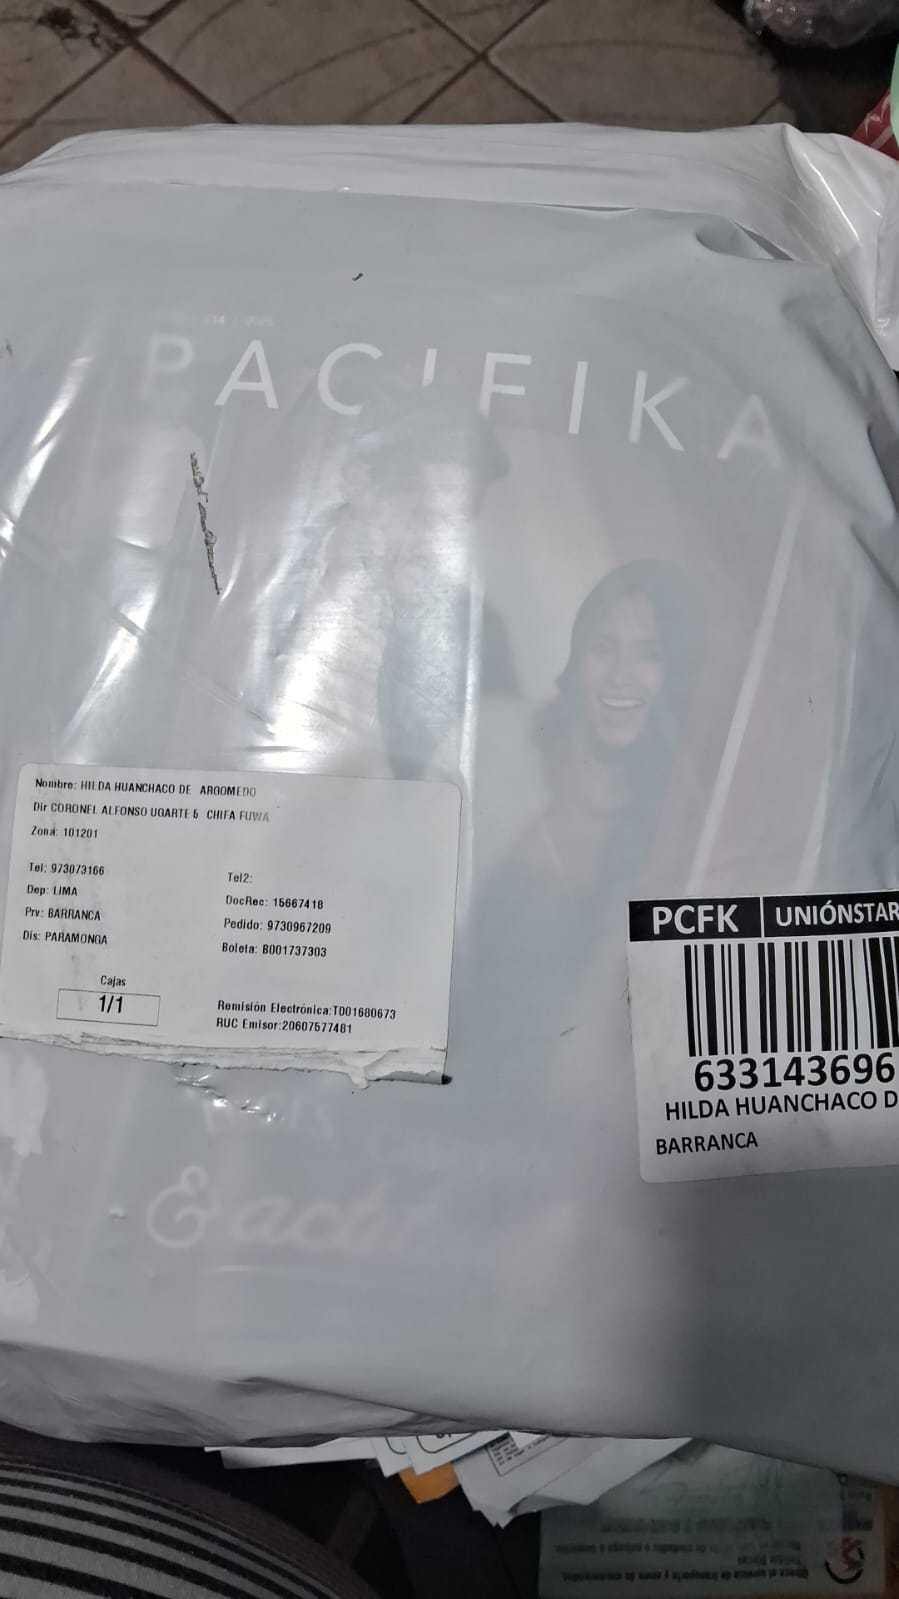 PACIFIKA
Nombre: HILDA HUANCHACO DE ARGOMEDO
Dir CORONEL ALFONSO UGARTE 5 CHIFA FUWA
Zona: 101201
Tel: 973073166
Dep: LIMA
Prv: BARRANCA
Dis: PARAMONGA
Tel2:
DocRec: 15667418
Pedido: 9730967209
Boleta: B001737303
Cajas
1/1
Remisión Electrónica:T001680673
RUC Emisor:20607577481
PCFK UNIÓNSTAR
633143696
HILDA HUANCHACO D
BARRANCA
&